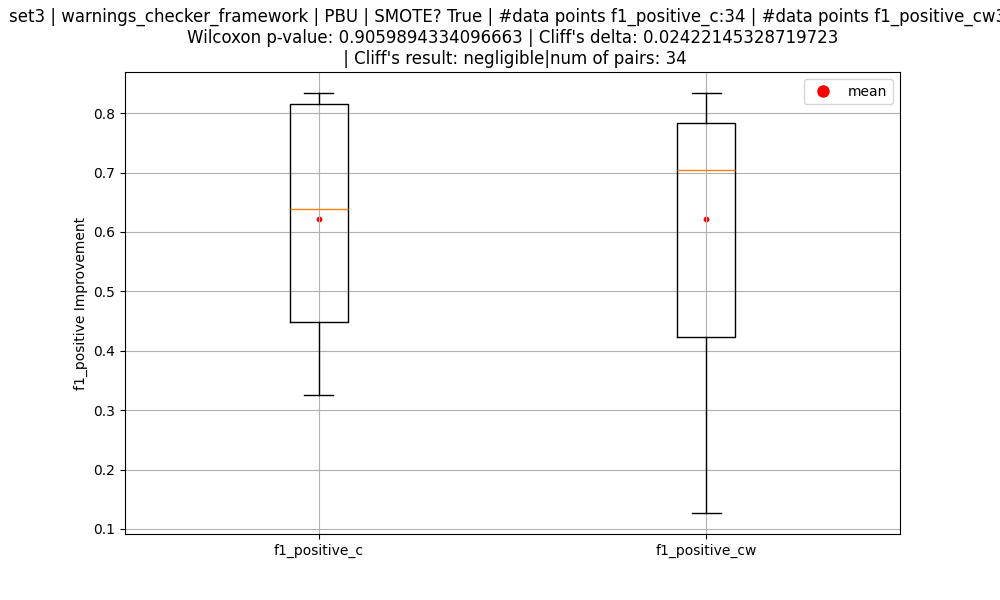 set3 | warnings_checker_framework | PBU | SMOTE? True | #data points f1_positive_c:34 | #data points f1_positive_cw3
Wilcoxon p-value: 0.9059894334096663 | Cliff's delta: 0.02422145328719723
| Cliff's result: negligible|num of pairs: 34
mean
0.8
0.7
0.6
0.5
0.4
0.3
0.2
0.1
f1_positive Improvement
f1_positive_c
f1_positive_cw